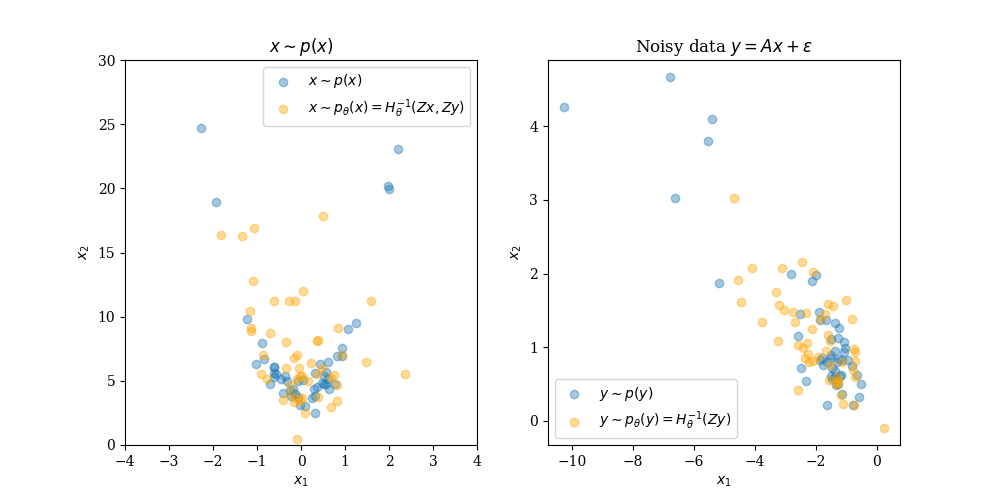 x ∼ p(x)
30
25
20
15
10
5
0
x₂
−4 −3 −2 −1 0 1 2 3 4
x₁
x ∼ p(x)
x ∼ p_θ(x) = H_θ^{−1}(Zx, Zy)
Noisy data y = Ax + ε
4
3
2
1
0
x₂
−10 −8 −6 −4 −2 0
x₁
y ∼ p(y)
y ∼ p_θ(y) = H_θ^{−1}(Zy)